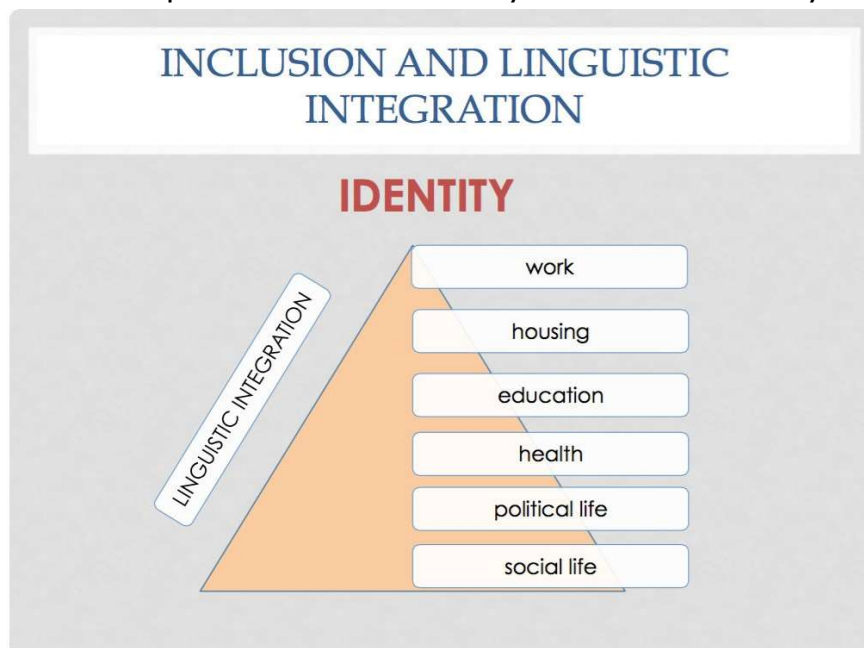 INCLUSION AND LINGUISTIC
INTEGRATION
IDENTITY
LINGUISTIC INTEGRATION
work
housing
education
health
political life
social life